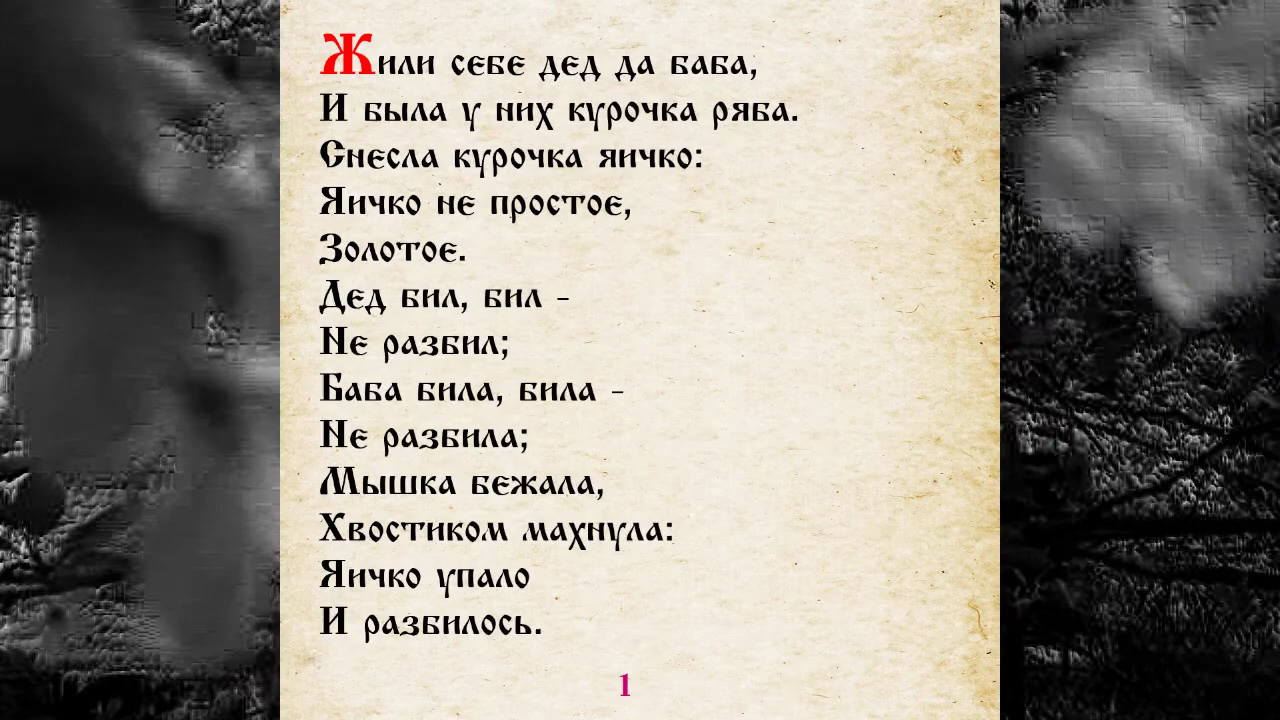 Жили себе дед да баба,
И была у них курочка ряба.
Снесла курочка яичко:
Яичко не простое,
Золотое.
Дед бил, бил -
Не разбил;
Баба била, била -
Не разбила;
Мышка бежала,
Хвостиком махнула:
Яичко упало
И разбилось.
1